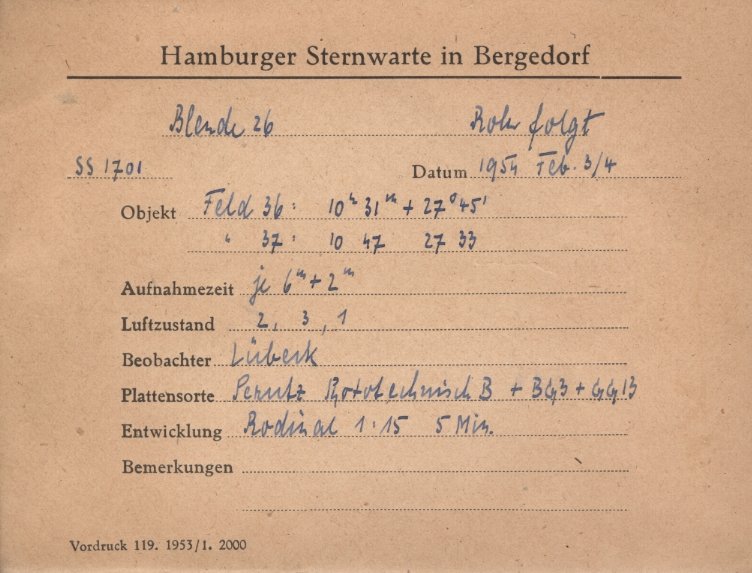 Hamburger Sternwarte in Bergedorf
Blende 26 Rohr folgt
SS 1701 Datum 1954 Feb. 3/4
Objekt Feld 36: 10ʰ 31ᵐ + 27° 45'
" 37: 10 47 27 33
Aufnahmezeit je 6ᵐ + 2ᵐ
Luftzustand 2, 3, 1
Beobachter Lübeck
Plattensorte Perutz Phototechnisch B + BG3 + GG13
Entwicklung Rodinal 1:15 5 Min.
Bemerkungen
Vordruck 119. 1953/1. 2000